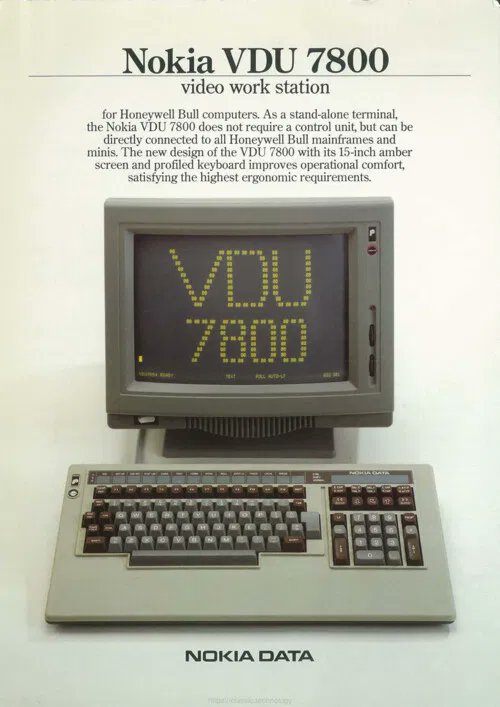 Nokia VDU 7800
video work station
for Honeywell Bull computers. As a stand-alone terminal,
the Nokia VDU 7800 does not require a control unit, but can be
directly connected to all Honeywell Bull mainframes and
minis. The new design of the VDU 7800 with its 15-inch amber
screen and profiled keyboard improves operational comfort,
satisfying the highest ergonomic requirements.
VDU
7800
TEXT
NOKIA DATA
NOKIA DATA